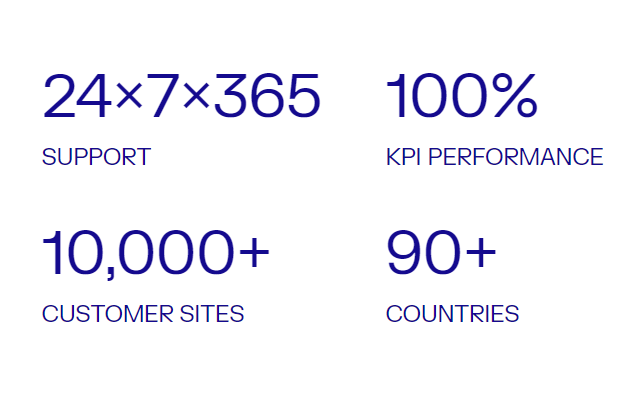 24×7×365
SUPPORT
100%
KPI PERFORMANCE
10,000+
CUSTOMER SITES
90+
COUNTRIES